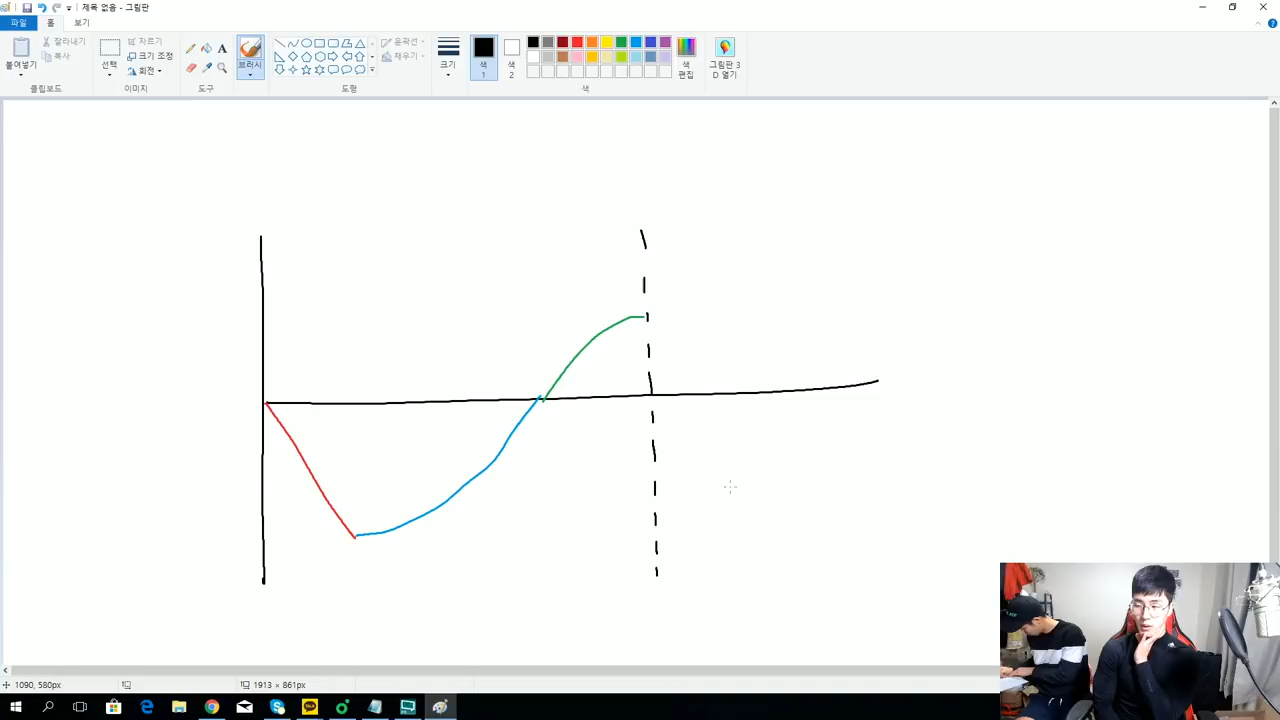 제목 없음 - 그림판
파일 홈 보기
붙여넣기
잘라내기
복사
클립보드
선택
자르기
크기 조정
회전
이미지
A
도구
브러시
윤곽선
채우기
도형
크기
색 1
색 2
색 편집
색
그림판 3D 열기
1090, 580px
1913 × 861px